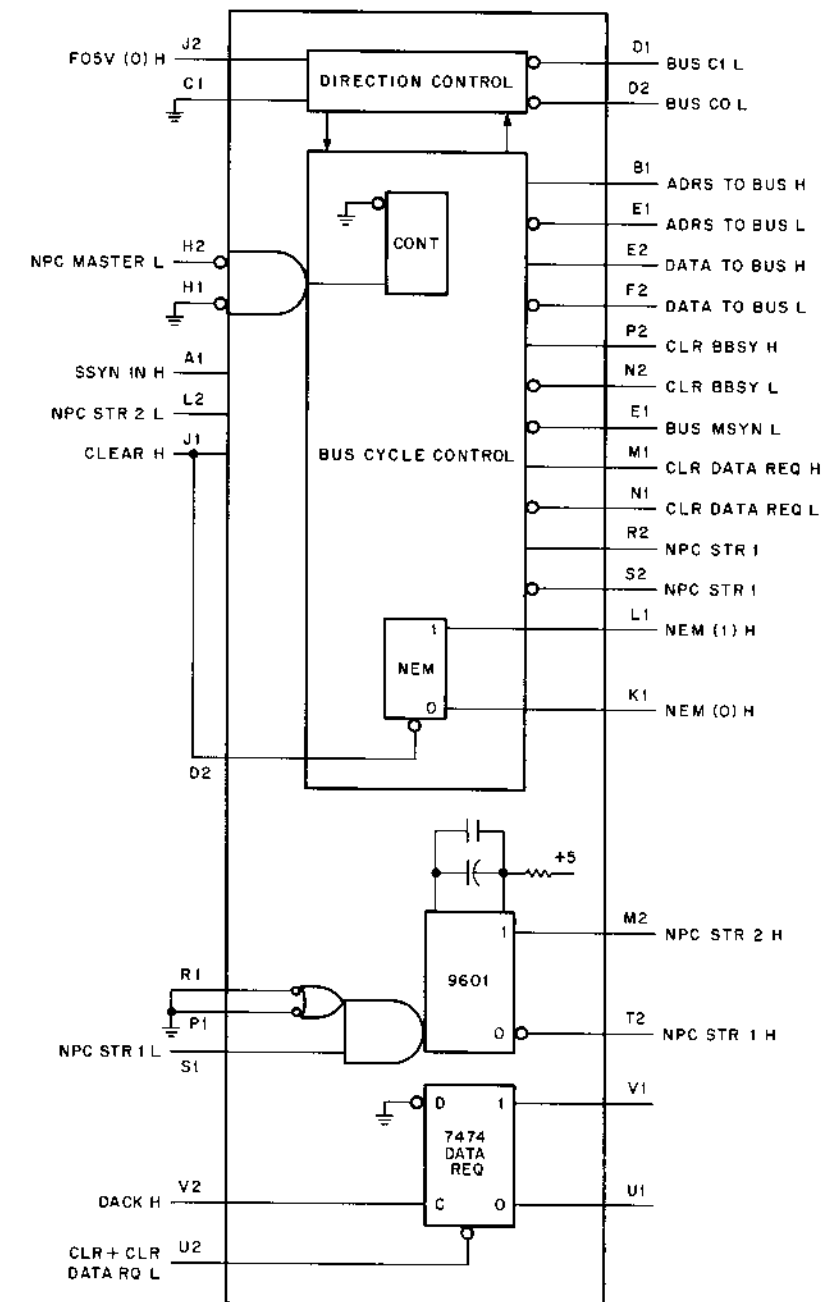 J2
FO5V (0) H
C1
DIRECTION CONTROL
D1
BUS C1 L
D2
BUS CO L
B1
ADRS TO BUS H
E1
ADRS TO BUS L
CONT
H2
NPC MASTER L
H1
E2
DATA TO BUS H
F2
DATA TO BUS L
A1
SSYN IN H
P2
CLR BBSY H
L2
NPC STR 2 L
N2
CLR BBSY L
J1
CLEAR H
BUS CYCLE CONTROL
E1
BUS MSYN L
M1
CLR DATA REQ H
N1
CLR DATA REQ L
R2
NPC STR 1
S2
NPC STR 1
L1
NEM (1) H
1
NEM
0
K1
NEM (0) H
D2
+5
M2
NPC STR 2 H
1
9601
0
R1
P1
T2
NPC STR 1 H
NPC STR 1 L
S1
D 1
7474
DATA
REQ
C 0
V1
U1
V2
DACK H
U2
CLR + CLR
DATA RQ L